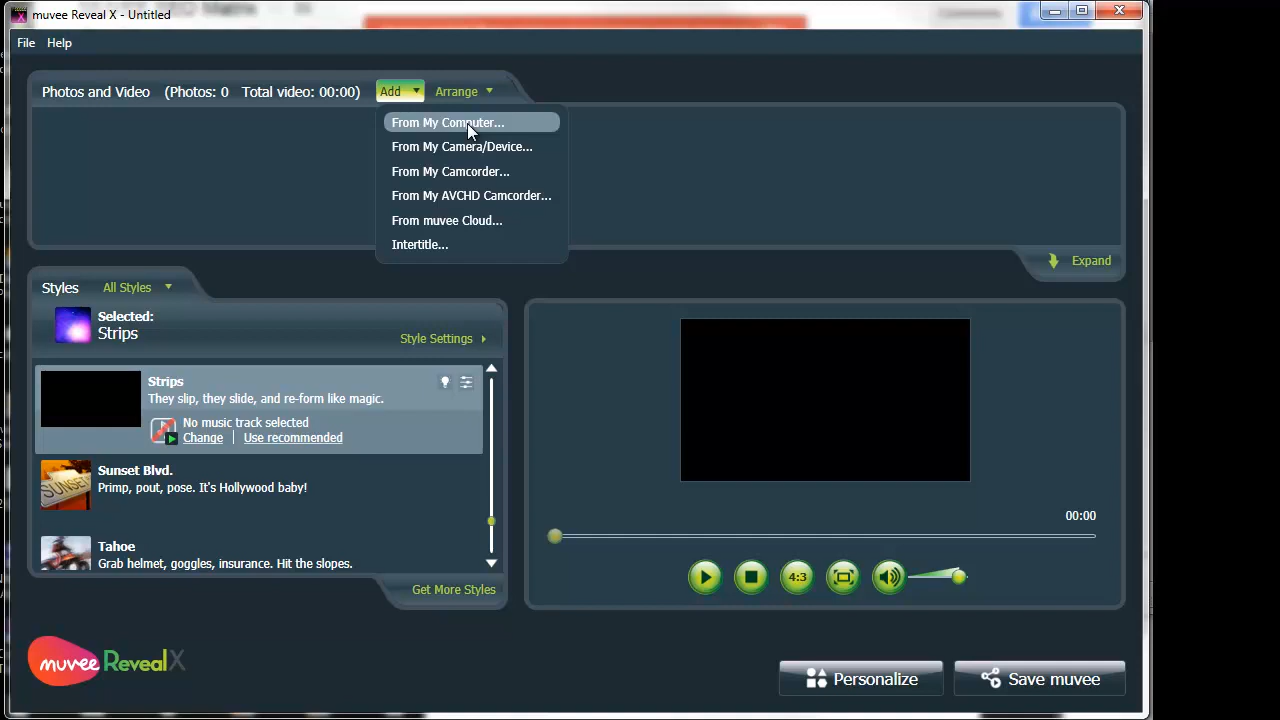 muvee Reveal X - Untitled
File Help
Photos and Video (Photos: 0 Total video: 00:00) Add Arrange
From My Computer...
From My Camera/Device...
From My Camcorder...
From My AVCHD Camcorder...
From muvee Cloud...
Intertitle...
Expand
Styles All Styles
Selected:
Strips
Style Settings
Strips
They slip, they slide, and re-form like magic.
No music track selected
Change | Use recommended
Sunset Blvd.
Primp, pout, pose. It's Hollywood baby!
SUNSET
Tahoe
Grab helmet, goggles, insurance. Hit the slopes.
Get More Styles
00:00
4:3
muvee Reveal X
Personalize
Save muvee